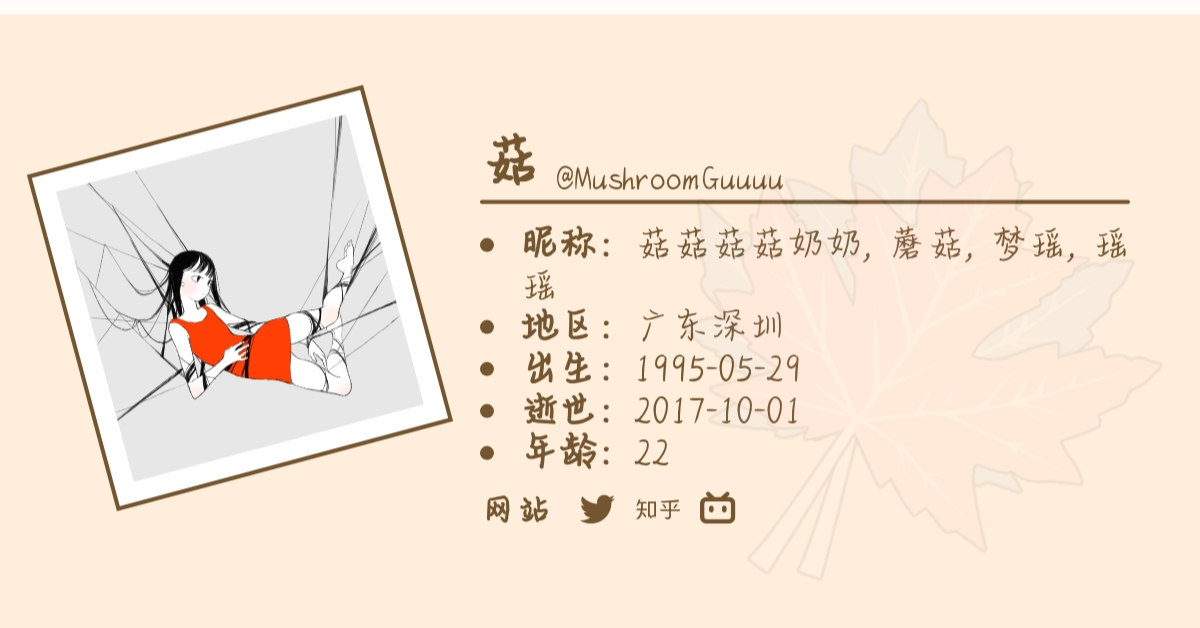 菇 @MushroomGuuuu
昵称： 菇菇菇菇奶奶, 蘑菇, 梦瑶, 瑶
瑶
地区： 广东深圳
出生： 1995-05-29
逝世： 2017-10-01
年龄： 22
网站 知乎